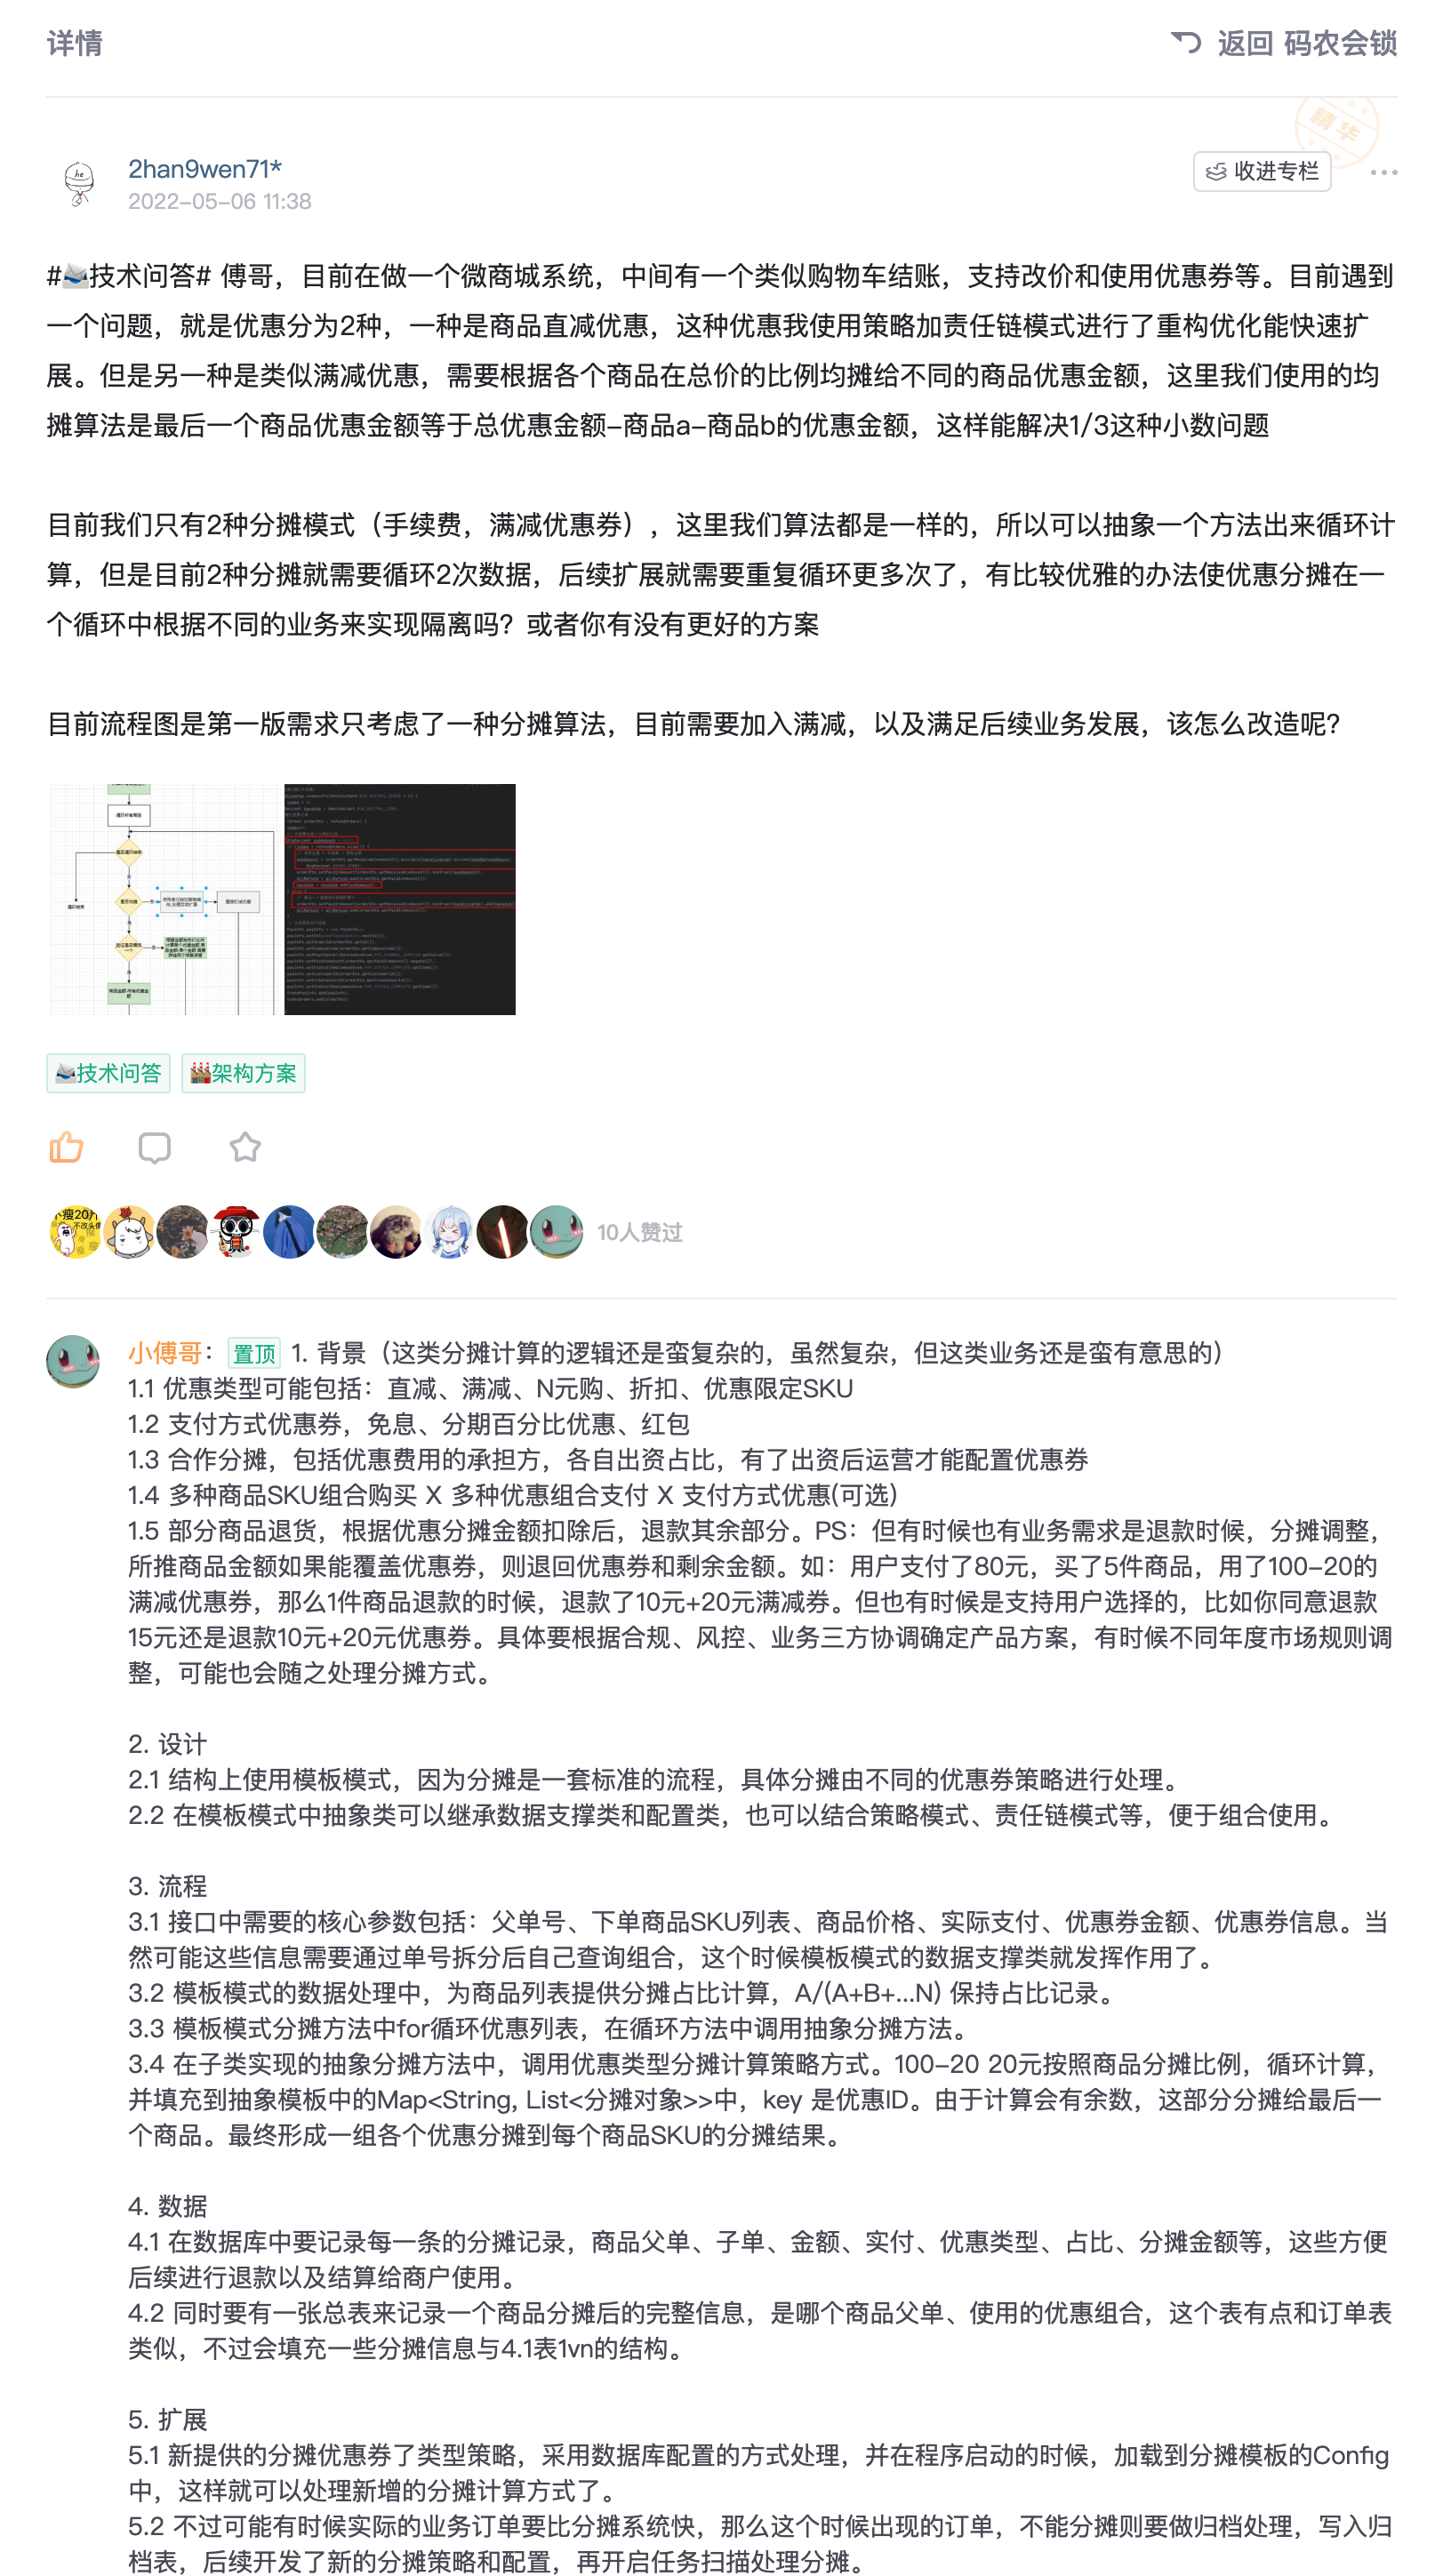 详情
返回 码农会锁
精华
2han9wen71*
2022-05-06 11:38
收进专栏
#📨技术问答# 傅哥，目前在做一个微商城系统，中间有一个类似购物车结账，支持改价和使用优惠券等。目前遇到
一个问题，就是优惠分为2种，一种是商品直减优惠，这种优惠我使用策略加责任链模式进行了重构优化能快速扩
展。但是另一种是类似满减优惠，需要根据各个商品在总价的比例均摊给不同的商品优惠金额，这里我们使用的均
摊算法是最后一个商品优惠金额等于总优惠金额-商品a-商品b的优惠金额，这样能解决1/3这种小数问题
目前我们只有2种分摊模式（手续费，满减优惠券），这里我们算法都是一样的，所以可以抽象一个方法出来循环计
算，但是目前2种分摊就需要循环2次数据，后续扩展就需要重复循环更多次了，有比较优雅的办法使优惠分摊在一
个循环中根据不同的业务来实现隔离吗？或者你有没有更好的方案
目前流程图是第一版需求只考虑了一种分摊算法，目前需要加入满减，以及满足后续业务发展，该怎么改造呢？
技术问答
架构方案
10人赞过
小傅哥： 置顶 1. 背景（这类分摊计算的逻辑还是蛮复杂的，虽然复杂，但这类业务还是蛮有意思的）
1.1 优惠类型可能包括：直减、满减、N元购、折扣、优惠限定SKU
1.2 支付方式优惠券，免息、分期百分比优惠、红包
1.3 合作分摊，包括优惠费用的承担方，各自出资占比，有了出资后运营才能配置优惠券
1.4 多种商品SKU组合购买 X 多种优惠组合支付 X 支付方式优惠(可选)
1.5 部分商品退货，根据优惠分摊金额扣除后，退款其余部分。PS：但有时候也有业务需求是退款时候，分摊调整，
所推商品金额如果能覆盖优惠券，则退回优惠券和剩余金额。如：用户支付了80元，买了5件商品，用了100-20的
满减优惠券，那么1件商品退款的时候，退款了10元+20元满减券。但也有时候是支持用户选择的，比如你同意退款
15元还是退款10元+20元优惠券。具体要根据合规、风控、业务三方协调确定产品方案，有时候不同年度市场规则调
整，可能也会随之处理分摊方式。
2. 设计
2.1 结构上使用模板模式，因为分摊是一套标准的流程，具体分摊由不同的优惠券策略进行处理。
2.2 在模板模式中抽象类可以继承数据支撑类和配置类，也可以结合策略模式、责任链模式等，便于组合使用。
3. 流程
3.1 接口中需要的核心参数包括：父单号、下单商品SKU列表、商品价格、实际支付、优惠券金额、优惠券信息。当
然可能这些信息需要通过单号拆分后自己查询组合，这个时候模板模式的数据支撑类就发挥作用了。
3.2 模板模式的数据处理中，为商品列表提供分摊占比计算，A/(A+B+...N) 保持占比记录。
3.3 模板模式分摊方法中for循环优惠列表，在循环方法中调用抽象分摊方法。
3.4 在子类实现的抽象分摊方法中，调用优惠类型分摊计算策略方式。100-20 20元按照商品分摊比例，循环计算，
并填充到抽象模板中的Map<String, List<分摊对象>>中，key 是优惠ID。由于计算会有余数，这部分分摊给最后一
个商品。最终形成一组各个优惠分摊到每个商品SKU的分摊结果。
4. 数据
4.1 在数据库中要记录每一条的分摊记录，商品父单、子单、金额、实付、优惠类型、占比、分摊金额等，这些方便
后续进行退款以及结算给商户使用。
4.2 同时要有一张总表来记录一个商品分摊后的完整信息，是哪个商品父单、使用的优惠组合，这个表有点和订单表
类似，不过会填充一些分摊信息与4.1表1vn的结构。
5. 扩展
5.1 新提供的分摊优惠券了类型策略，采用数据库配置的方式处理，并在程序启动的时候，加载到分摊模板的Config
中，这样就可以处理新增的分摊计算方式了。
5.2 不过可能有时候实际的业务订单要比分摊系统快，那么这个时候出现的订单，不能分摊则要做归档处理，写入归
档表，后续开发了新的分摊策略和配置，再开启任务扫描处理分摊。